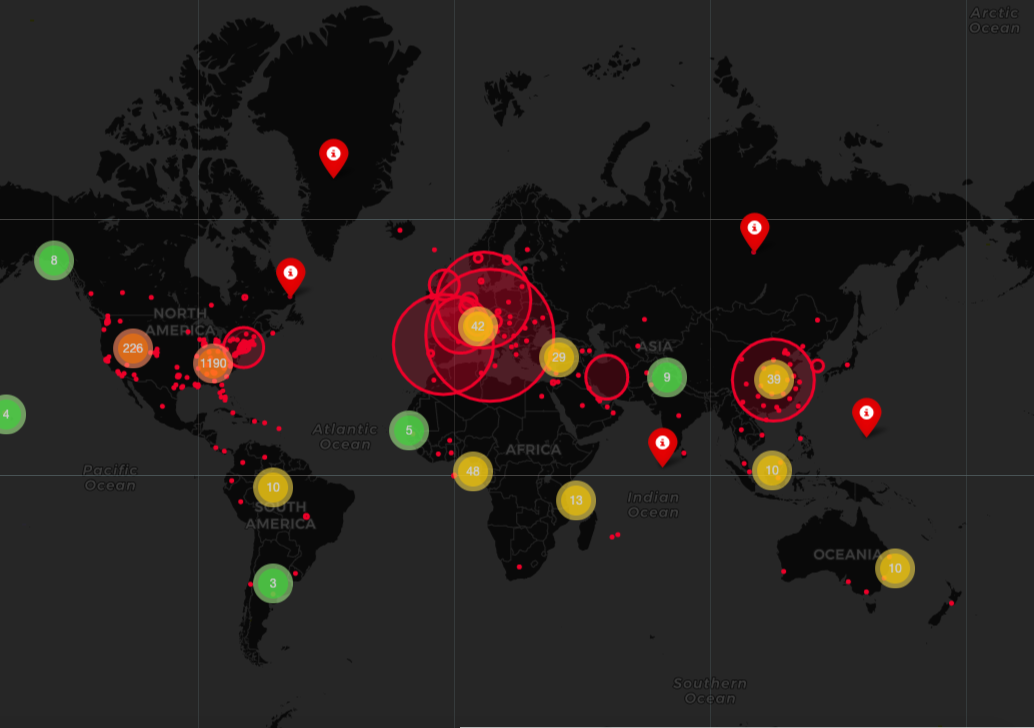 Arctic
Ocean
i
i
i
8
NORTH
AMERICA
226
1190
42
29
ASIA
9
39
4
5
Atlantic
Ocean
i
i
AFRICA
Pacific
Ocean
48
10
10
13
Indian
Ocean
SOUTH
AMERICA
OCEANIA
10
3
Southern
Ocean